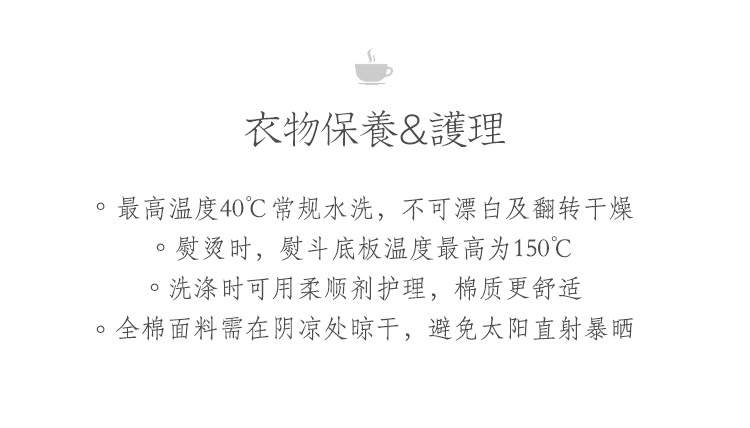 衣物保養&護理
。最高温度40℃常规水洗，不可漂白及翻转干燥
。熨烫时，熨斗底板温度最高为150℃
。洗涤时可用柔顺剂护理，棉质更舒适
。全棉面料需在阴凉处晾干，避免太阳直射暴晒